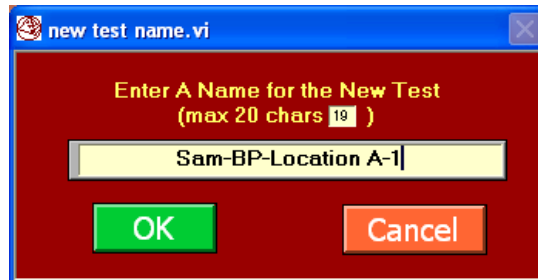 new test name.vi
Enter A Name for the New Test
(max 20 chars 19 )
Sam-BP-Location A-1
OK Cancel